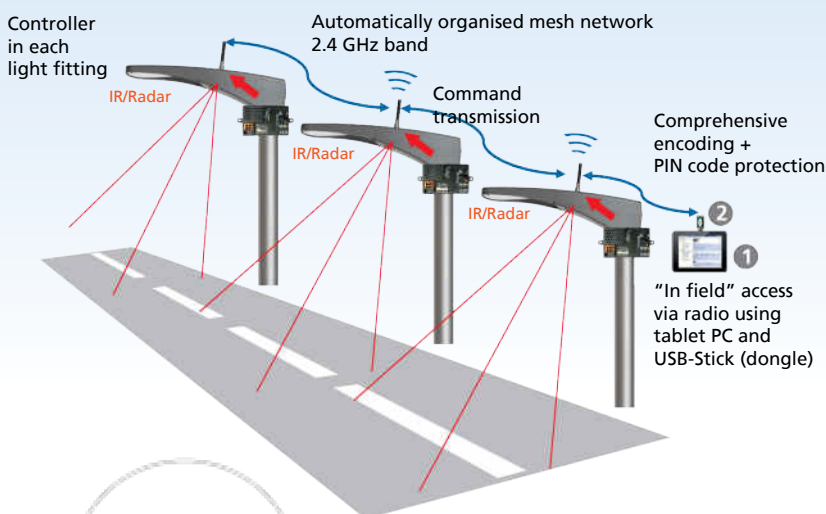 Controller
in each
light fitting
Automatically organised mesh network
2.4 GHz band
IR/Radar
Command
transmission
IR/Radar
Comprehensive
encoding +
PIN code protection
IR/Radar
2
1
“In field” access
via radio using
tablet PC and
USB-Stick (dongle)